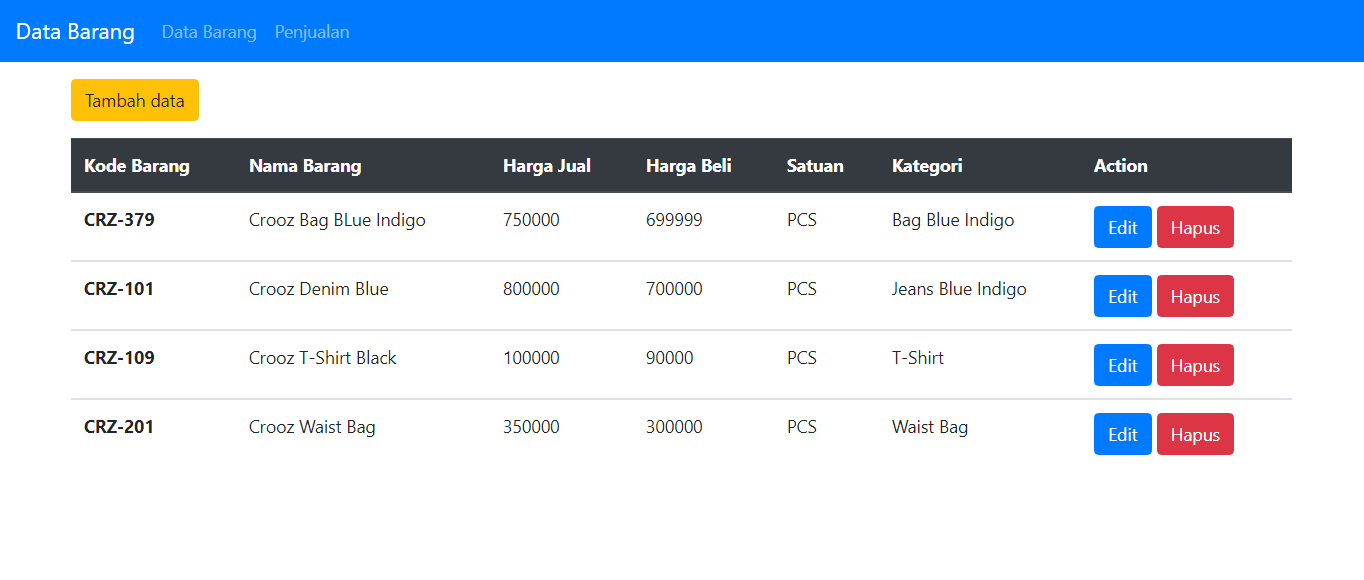 Data Barang Data Barang Penjualan
Tambah data
Kode Barang Nama Barang Harga Jual Harga Beli Satuan Kategori Action
CRZ-379 Crooz Bag BLue Indigo 750000 699999 PCS Bag Blue Indigo Edit Hapus
CRZ-101 Crooz Denim Blue 800000 700000 PCS Jeans Blue Indigo Edit Hapus
CRZ-109 Crooz T-Shirt Black 100000 90000 PCS T-Shirt Edit Hapus
CRZ-201 Crooz Waist Bag 350000 300000 PCS Waist Bag Edit Hapus